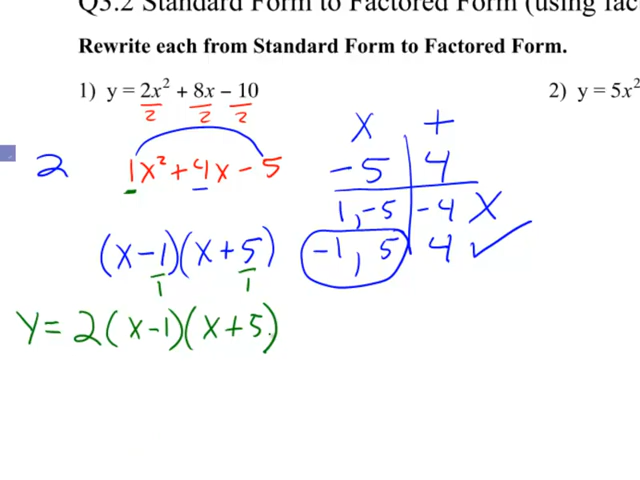 Q3.2 Standard Form to Factored Form (using fac
Rewrite each from Standard Form to Factored Form.
1) y = 2x² + 8x − 10
2) y = 5x²
2 2 2
2 1x² + 4x − 5
x +
−5 4
1, −5 −4 X
−1, 5 4 ✓
(x − 1)(x + 5)
1 1
y = 2(x−1)(x+5)